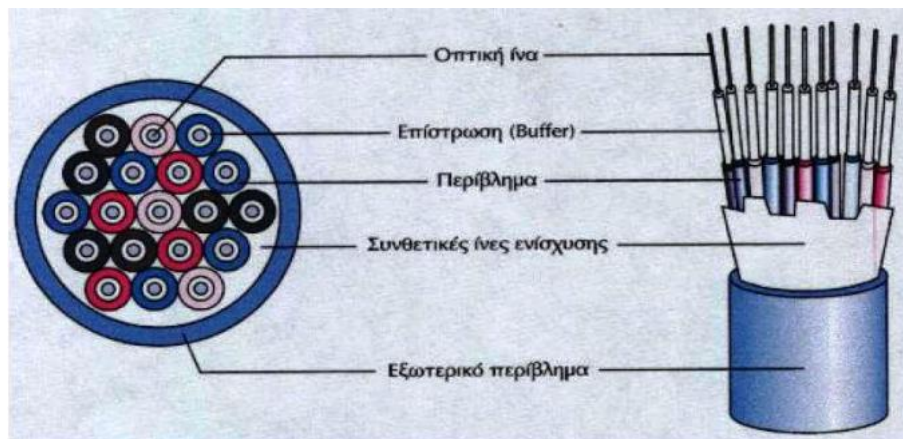 Οπτική ίνα
Επίστρωση (Buffer)
Περίβλημα
Συνθετικές ίνες ενίσχυσης
Εξωτερικό περίβλημα